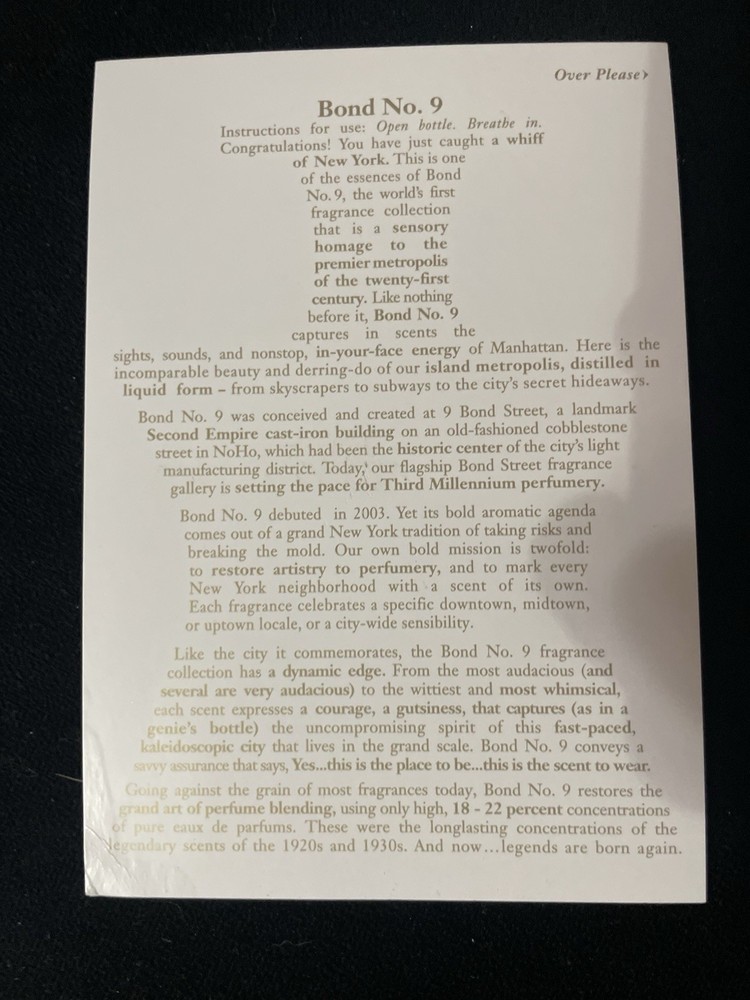 Over Please›
Bond No. 9
Instructions for use: Open bottle. Breathe in.
Congratulations! You have just caught a whiff
of New York. This is one
of the essences of Bond
No. 9, the world's first
fragrance collection
that is a sensory
homage to the
premier metropolis
of the twenty-first
century. Like nothing
before it, Bond No. 9
captures in scents the
sights, sounds, and nonstop, in-your-face energy of Manhattan. Here is the
incomparable beauty and derring-do of our island metropolis, distilled in
liquid form – from skyscrapers to subways to the city's secret hideaways.
Bond No. 9 was conceived and created at 9 Bond Street, a landmark
Second Empire cast-iron building on an old-fashioned cobblestone
street in NoHo, which had been the historic center of the city's light
manufacturing district. Today, our flagship Bond Street fragrance
gallery is setting the pace for Third Millennium perfumery.
Bond No. 9 debuted in 2003. Yet its bold aromatic agenda
comes out of a grand New York tradition of taking risks and
breaking the mold. Our own bold mission is twofold:
to restore artistry to perfumery, and to mark every
New York neighborhood with a scent of its own.
Each fragrance celebrates a specific downtown, midtown,
or uptown locale, or a city-wide sensibility.
Like the city it commemorates, the Bond No. 9 fragrance
collection has a dynamic edge. From the most audacious (and
several are very audacious) to the wittiest and most whimsical,
each scent expresses a courage, a gutsiness, that captures (as in a
genie's bottle) the uncompromising spirit of this fast-paced,
kaleidoscopic city that lives in the grand scale. Bond No. 9 conveys a
savvy assurance that says, Yes...this is the place to be...this is the scent to wear.
Going against the grain of most fragrances today, Bond No. 9 restores the
grand art of perfume blending, using only high, 18 - 22 percent concentrations
of pure eaux de parfums. These were the longlasting concentrations of the
legendary scents of the 1920s and 1930s. And now...legends are born again.